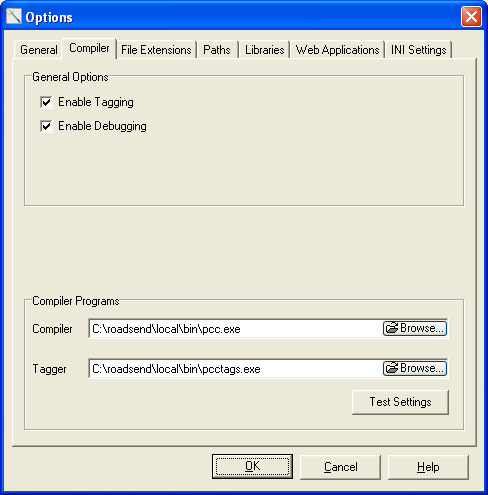 Options
General Compiler File Extensions Paths Libraries Web Applications INI Settings
General Options
Enable Tagging
Enable Debugging
Compiler Programs
Compiler C:\roadsend\local\bin\pcc.exe Browse...
Tagger C:\roadsend\local\bin\pcctags.exe Browse...
Test Settings
OK Cancel Help